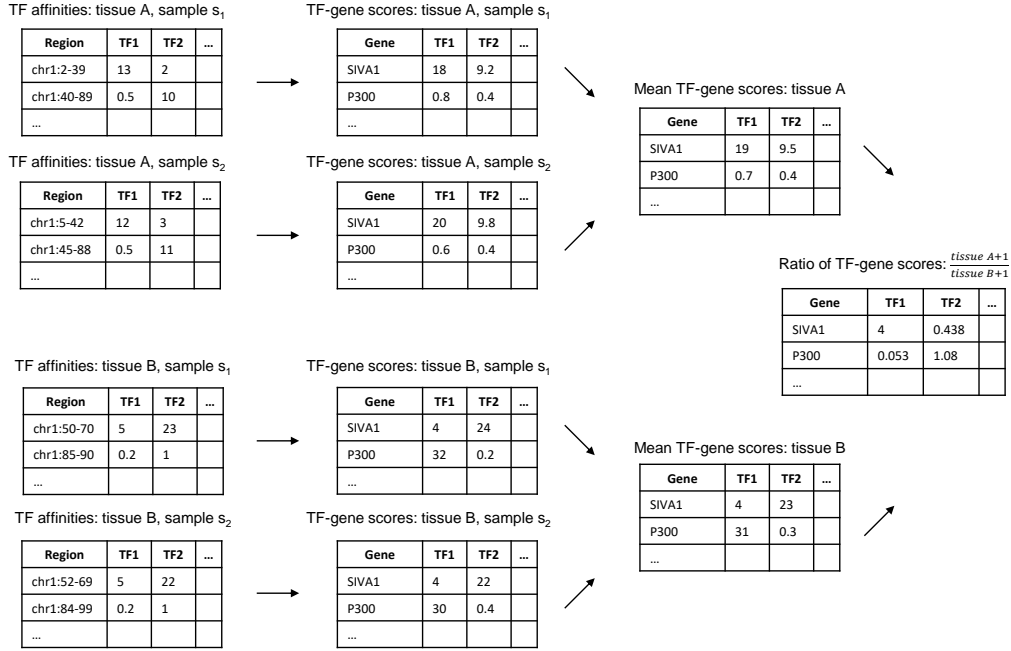 TF affinities: tissue A, sample s1
Region TF1 TF2 ...
chr1:2-39 13 2
chr1:40-89 0.5 10
...
TF-gene scores: tissue A, sample s1
Gene TF1 TF2 ...
SIVA1 18 9.2
P300 0.8 0.4
...
TF affinities: tissue A, sample s2
Region TF1 TF2 ...
chr1:5-42 12 3
chr1:45-88 0.5 11
...
TF-gene scores: tissue A, sample s2
Gene TF1 TF2 ...
SIVA1 20 9.8
P300 0.6 0.4
...
Mean TF-gene scores: tissue A
Gene TF1 TF2 ...
SIVA1 19 9.5
P300 0.7 0.4
...
Ratio of TF-gene scores: tissue A+1 / tissue B+1
Gene TF1 TF2 ...
SIVA1 4 0.438
P300 0.053 1.08
...
TF affinities: tissue B, sample s1
Region TF1 TF2 ...
chr1:50-70 5 23
chr1:85-90 0.2 1
...
TF-gene scores: tissue B, sample s1
Gene TF1 TF2 ...
SIVA1 4 24
P300 32 0.2
...
TF affinities: tissue B, sample s2
Region TF1 TF2 ...
chr1:52-69 5 22
chr1:84-99 0.2 1
...
TF-gene scores: tissue B, sample s2
Gene TF1 TF2 ...
SIVA1 4 22
P300 30 0.4
...
Mean TF-gene scores: tissue B
Gene TF1 TF2 ...
SIVA1 4 23
P300 31 0.3
...